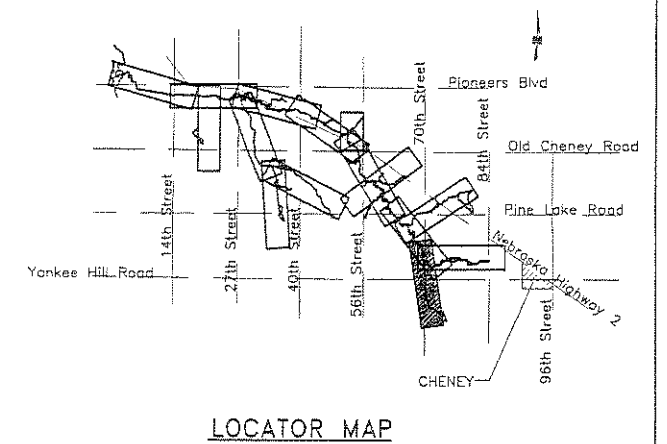 Pioneers Blvd
70th Street
84th Street
Old Cheney Road
14th Street
27th Street
40th Street
56th Street
Pine Lake Road
Yankee Hill Road
Nebraska Highway 2
96th Street
CHENEY
LOCATOR MAP